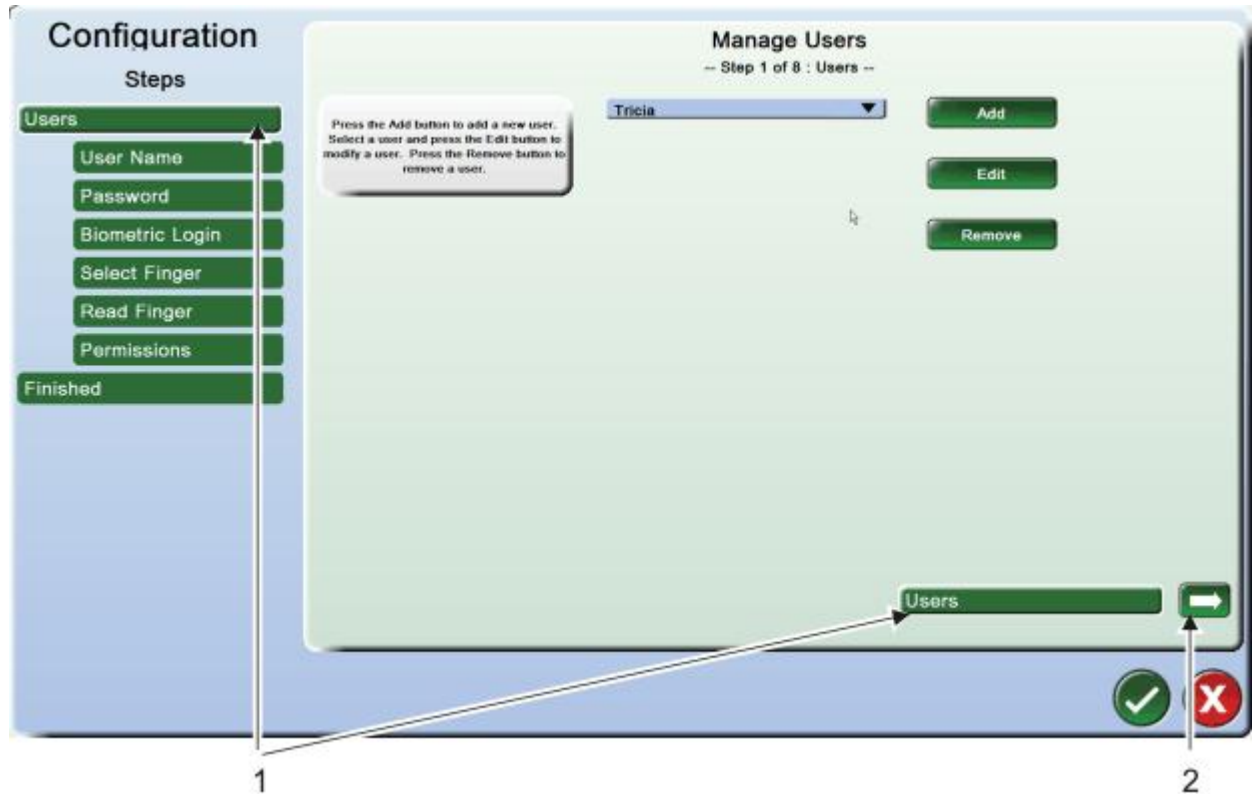 Configuration
Steps
Users
User Name
Password
Biometric Login
Select Finger
Read Finger
Permissions
Finished
Manage Users
-- Step 1 of 8 : Users --
Press the Add button to add a new user.
Select a user and press the Edit button to
modify a user. Press the Remove button to
remove a user.
Tricia
Add
Edit
Remove
Users
1
2